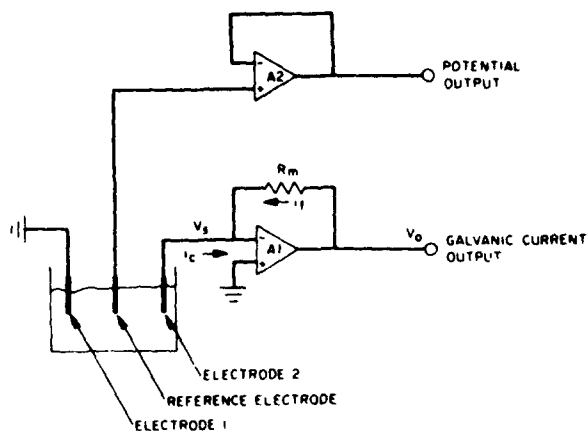 A2
-
+
POTENTIAL
OUTPUT
Rm
if
Vs
ic
A1
-
+
Vo
GALVANIC CURRENT
OUTPUT
ELECTRODE 2
REFERENCE ELECTRODE
ELECTRODE 1